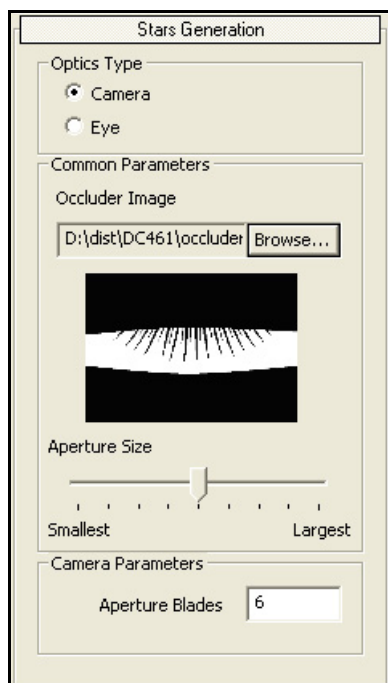 Stars Generation
Optics Type
Camera
Eye
Common Parameters
Occluder Image
D:\dist\DC461\occluder Browse...
Aperture Size
Smallest Largest
Camera Parameters
Aperture Blades 6